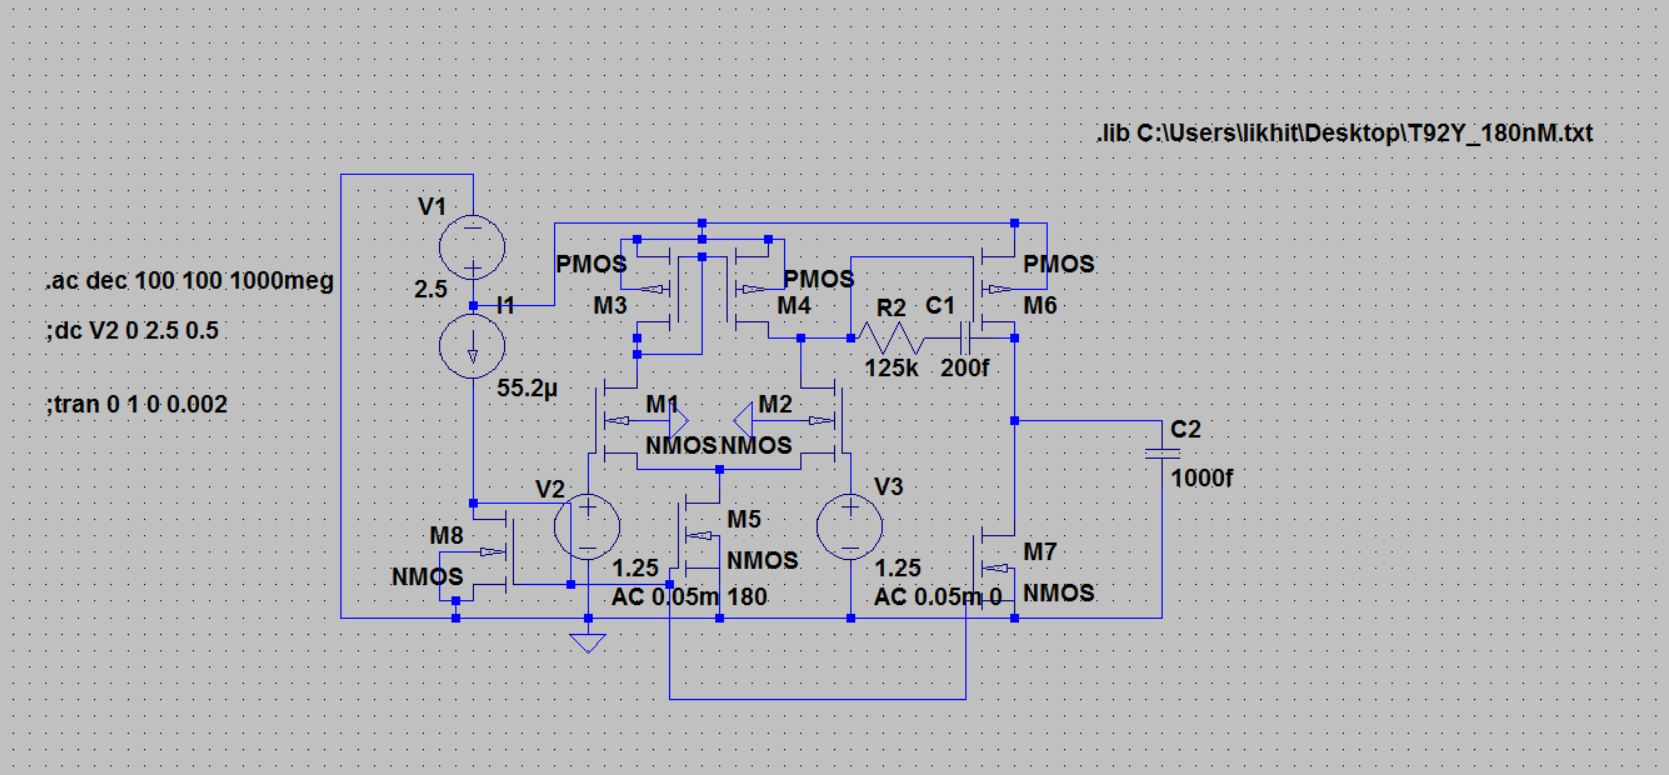 .lib C:\Users\likhit\Desktop\T92Y_180nM.txt
V1
2.5
.ac dec 100 100 1000meg
;dc V2 0 2.5 0.5
;tran 0 1 0 0.002
I1
55.2µ
PMOS
M3
PMOS
M4
PMOS
M6
R2
125k
C1
200f
M1
NMOS
M2
NMOS
C2
1000f
V2
1.25
AC 0.05m 180
V3
1.25
AC 0.05m 0
M8
NMOS
M5
NMOS
M7
NMOS